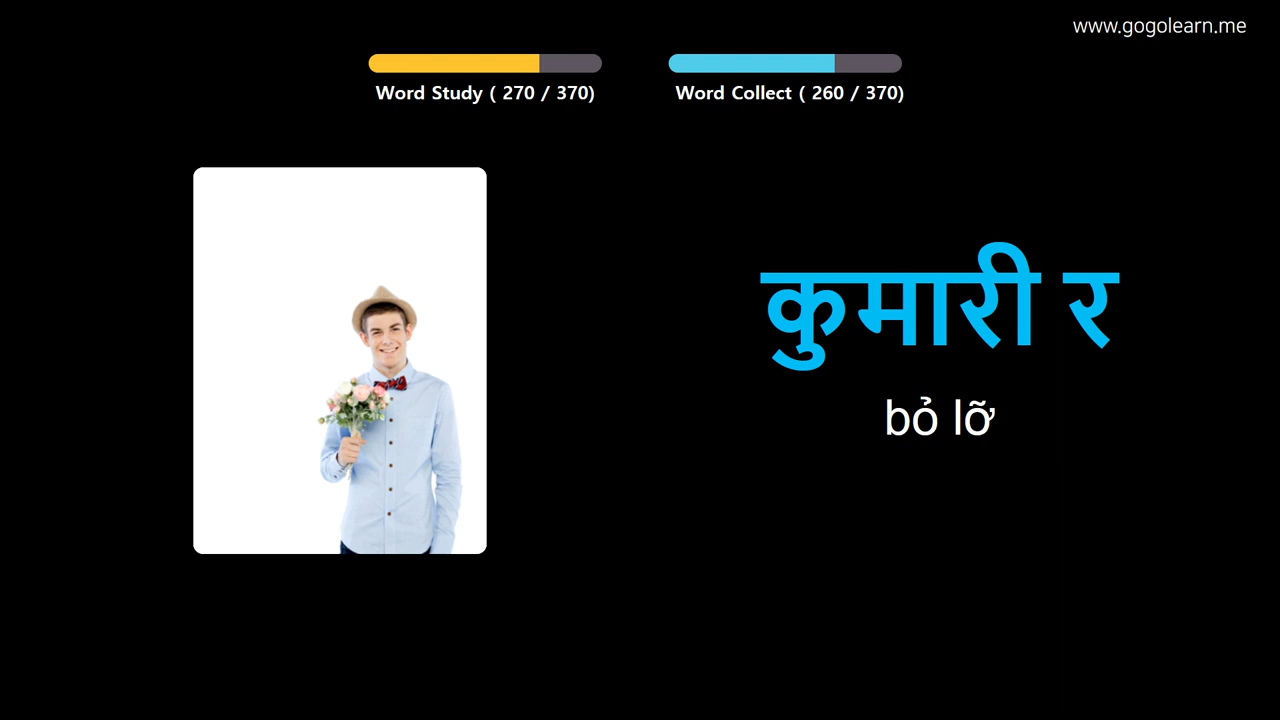 www.gogolearn.me
Word Study ( 270 / 370)
Word Collect ( 260 / 370)
कुमारी र
bỏ lỡ